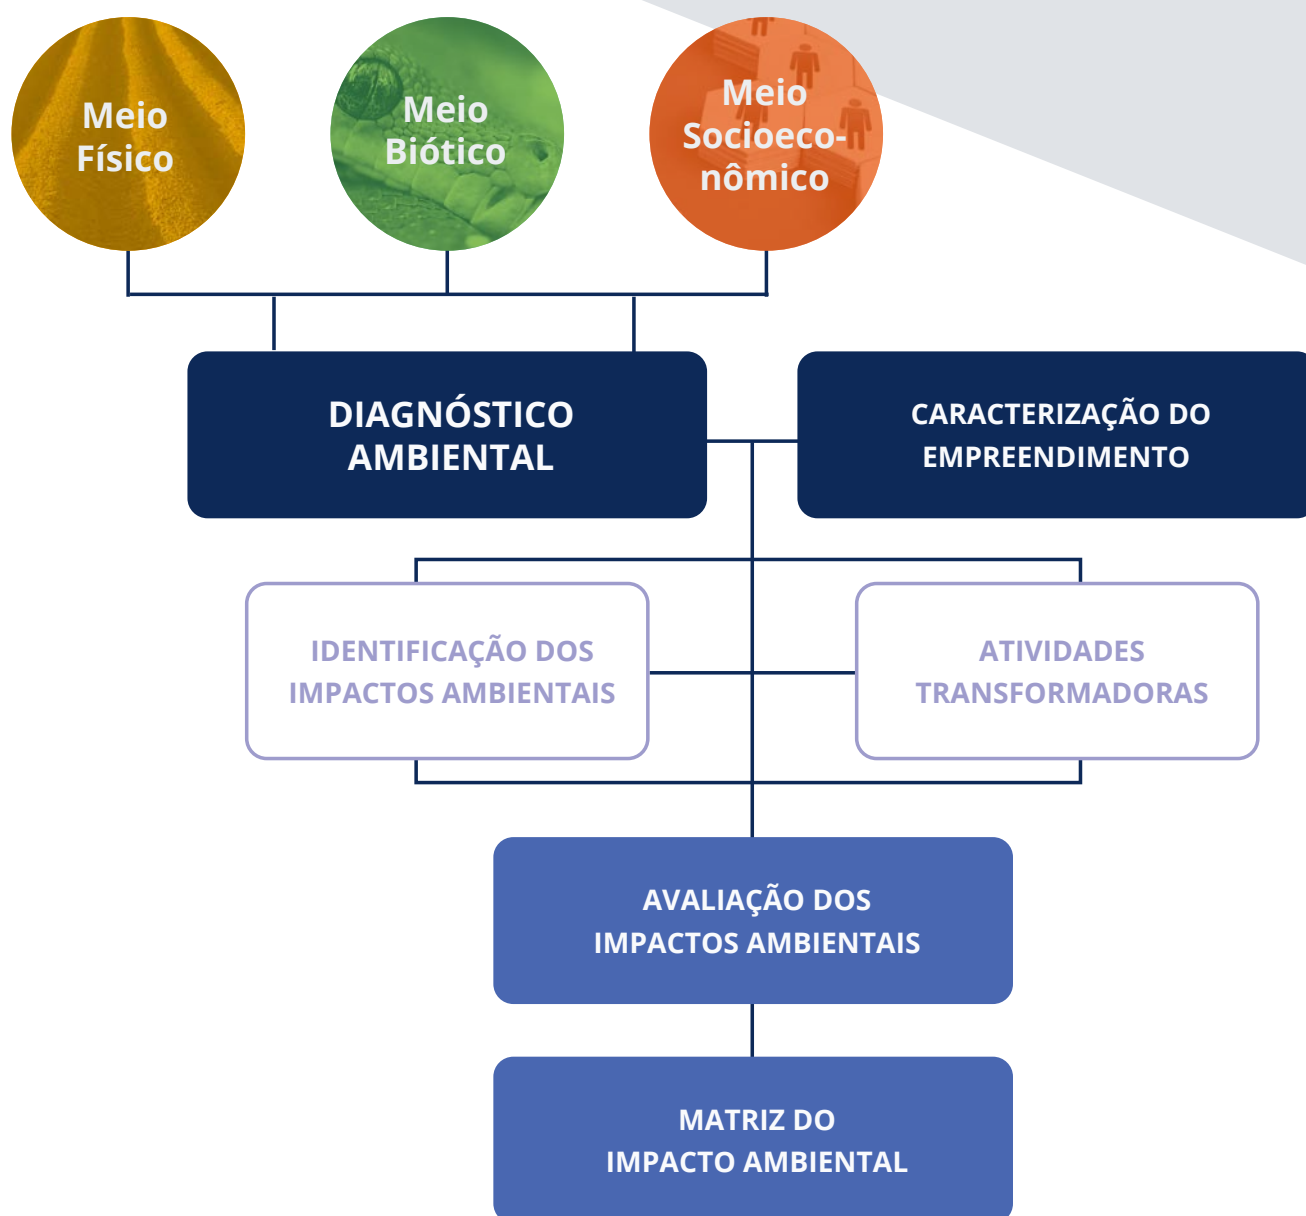 Meio
Físico
Meio
Biótico
Meio
Socioeco-
nômico
DIAGNÓSTICO
AMBIENTAL
CARACTERIZAÇÃO DO
EMPREENDIMENTO
IDENTIFICAÇÃO DOS
IMPACTOS AMBIENTAIS
ATIVIDADES
TRANSFORMADORAS
AVALIAÇÃO DOS
IMPACTOS AMBIENTAIS
MATRIZ DO
IMPACTO AMBIENTAL